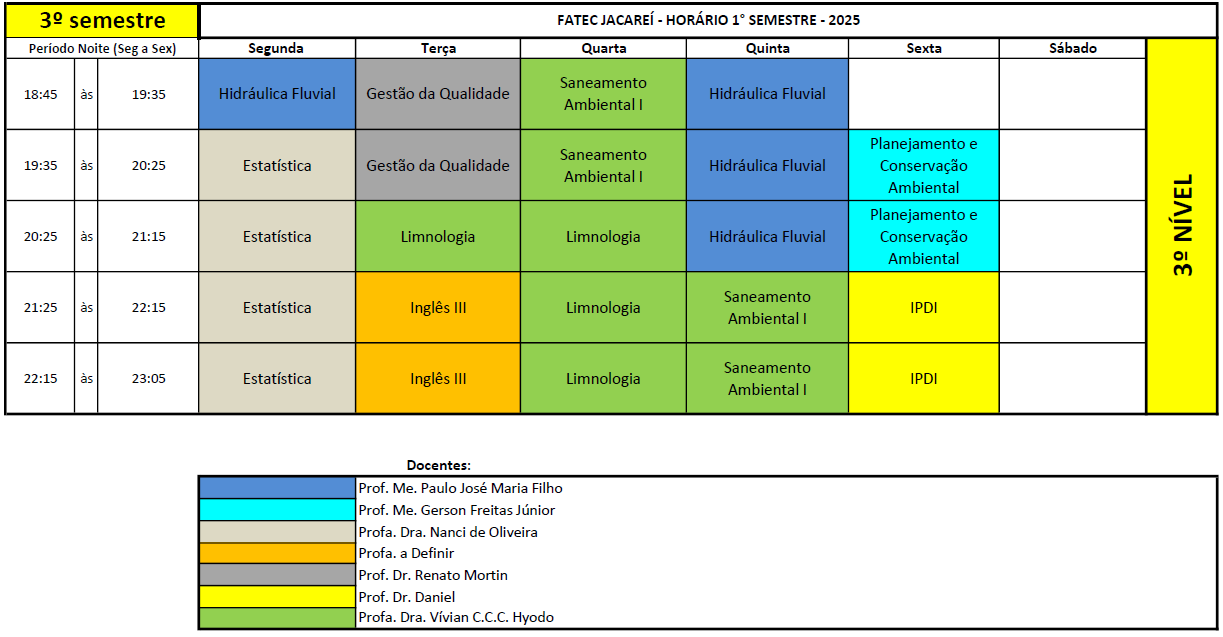 3º semestre
FATEC JACAREÍ - HORÁRIO 1° SEMESTRE - 2025
Período Noite (Seg a Sex) Segunda Terça Quarta Quinta Sexta Sábado
18:45 às 19:35 Hidráulica Fluvial Gestão da Qualidade Saneamento Ambiental I Hidráulica Fluvial
19:35 às 20:25 Estatística Gestão da Qualidade Saneamento Ambiental I Hidráulica Fluvial Planejamento e Conservação Ambiental
20:25 às 21:15 Estatística Limnologia Limnologia Hidráulica Fluvial Planejamento e Conservação Ambiental
21:25 às 22:15 Estatística Inglês III Limnologia Saneamento Ambiental I IPDI
22:15 às 23:05 Estatística Inglês III Limnologia Saneamento Ambiental I IPDI
3º NÍVEL
Docentes:
Prof. Me. Paulo José Maria Filho
Prof. Me. Gerson Freitas Júnior
Profa. Dra. Nanci de Oliveira
Profa. a Definir
Prof. Dr. Renato Mortin
Prof. Dr. Daniel
Profa. Dra. Vívian C.C.C. Hyodo